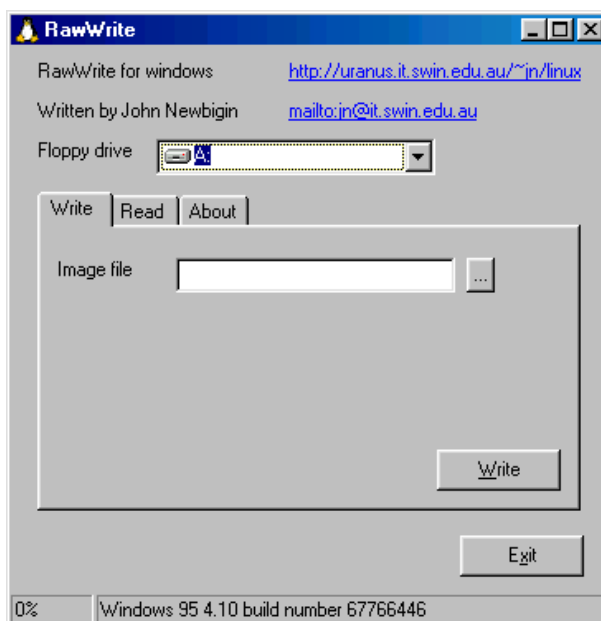 RawWrite
RawWrite for windows http://uranus.it.swin.edu.au/~jn/linux
Written by John Newbigin mailto:jn@it.swin.edu.au
Floppy drive A:
Write Read About
Image file ...
Write
Exit
0% Windows 95 4.10 build number 67766446